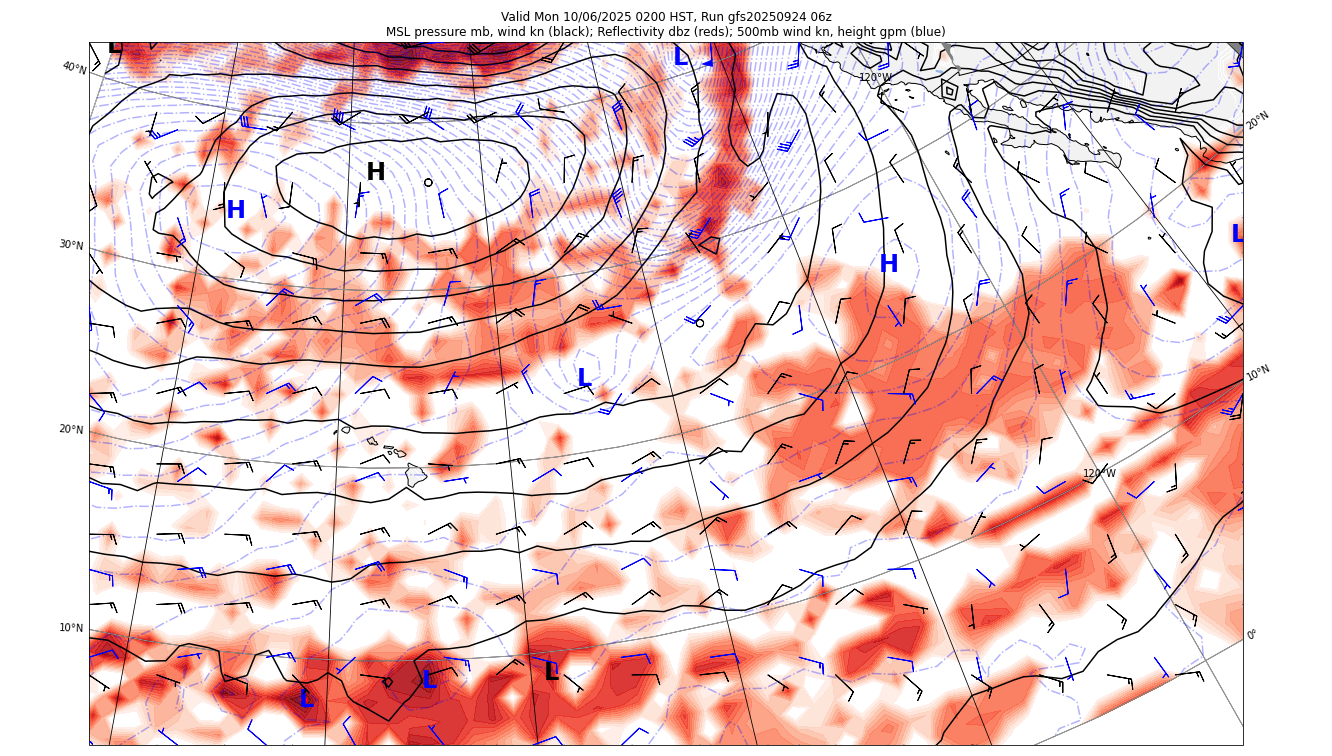 Valid Mon 10/06/2025 0200 HST, Run gfs20250924 06z
MSL pressure mb, wind kn (black); Reflectivity dbz (reds); 500mb wind kn, height gpm (blue)
L
L
40°N
120°W
20°N
H
H
30°N
L
H
L
10°N
20°N
120°W
10°N
0°
L
L
L